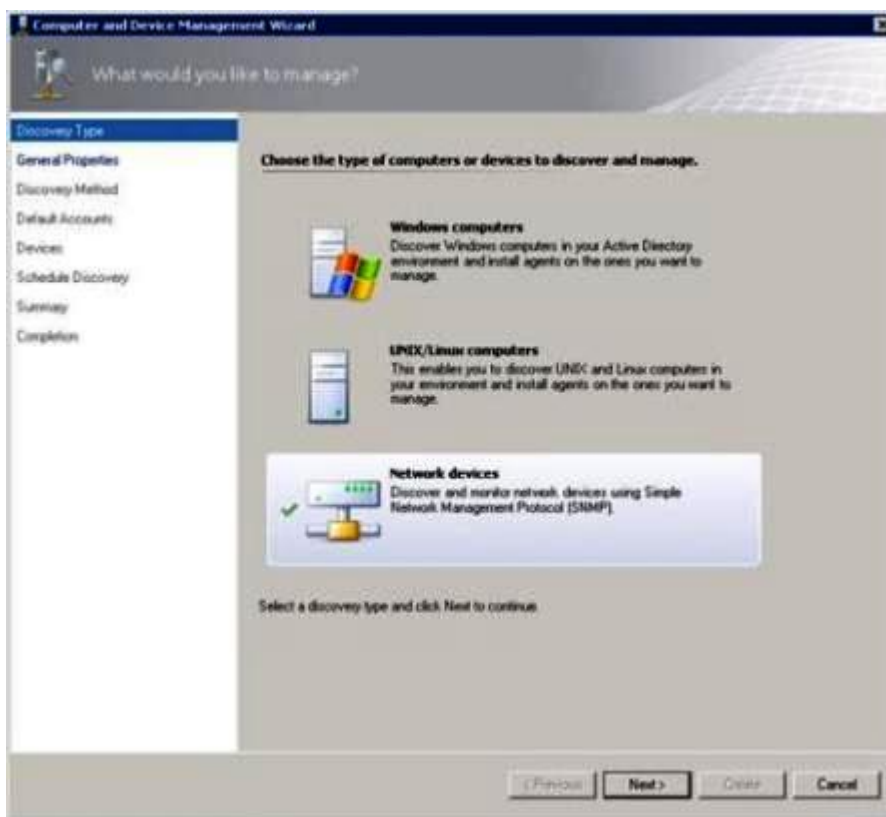 Computer and Device Management Wizard
What would you like to manage?
Discovery Type
General Properties
Discovery Method
Default Accounts
Devices
Schedule Discovery
Summary
Completion
Choose the type of computers or devices to discover and manage.
Windows computers
Discover Windows computers in your Active Directory
environment and install agents on the ones you want to
manage.
UNIX/Linux computers
This enables you to discover UNIX and Linux computers in
your environment and install agents on the ones you want to
manage.
Network devices
Discover and monitor network devices using Simple
Network Management Protocol (SNMP).
Select a discovery type and click Next to continue
< Previous
Next >
Create
Cancel